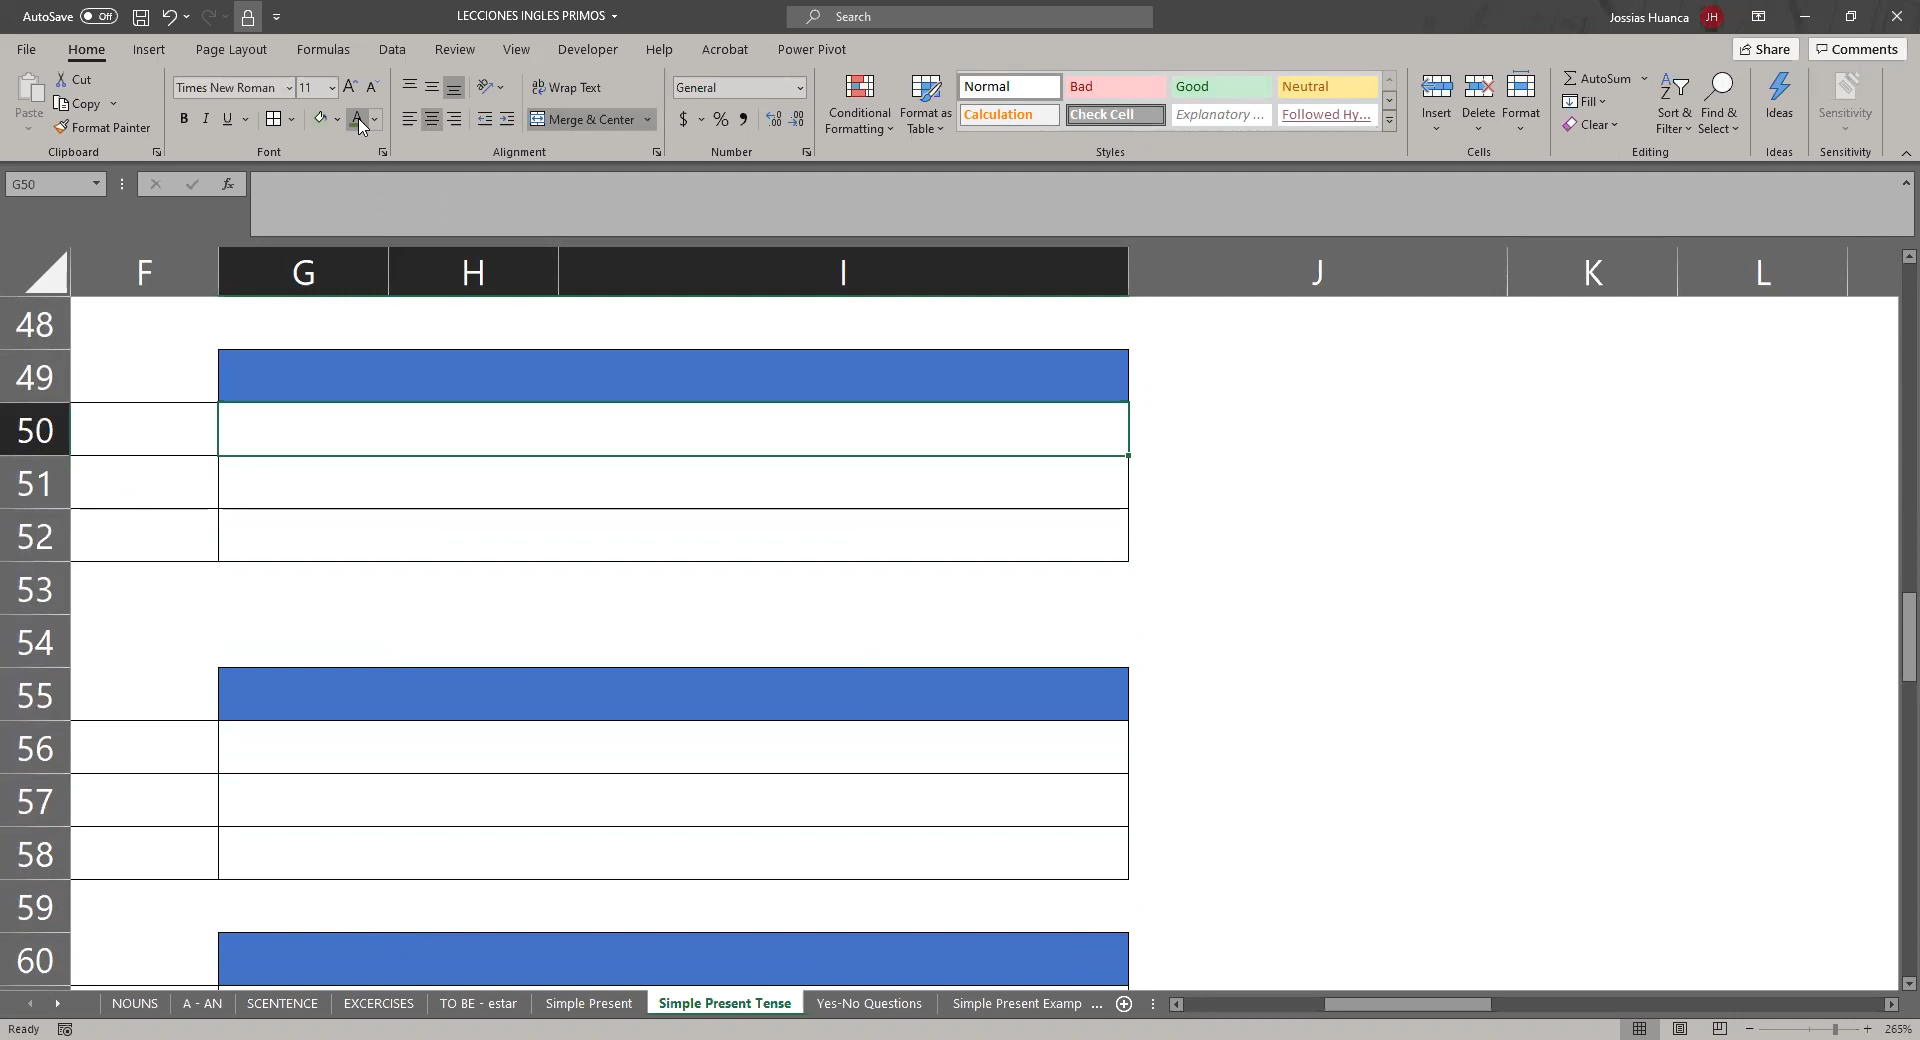 AutoSave Off LECCIONES INGLES PRIMOS Search Jossias Huanca JH
File Home Insert Page Layout Formulas Data Review View Developer Help Acrobat Power Pivot Share Comments
Paste Cut Copy Format Painter Clipboard
Times New Roman 11 B I U A Font
Wrap Text Merge & Center Alignment
General $ % Number
Conditional Formatting Format as Table Normal Bad Good Neutral Calculation Check Cell Explanatory ... Followed Hy... Styles
Insert Delete Format Cells
AutoSum Fill Clear Sort & Filter Find & Select Editing
Ideas Ideas
Sensitivity Sensitivity
G50 fx
F G H I J K L
48
49
50
51
52
53
54
55
56
57
58
59
60
NOUNS A - AN SCENTENCE EXCERCISES TO BE - estar Simple Present Simple Present Tense Yes-No Questions Simple Present Examp ...
Ready 265%